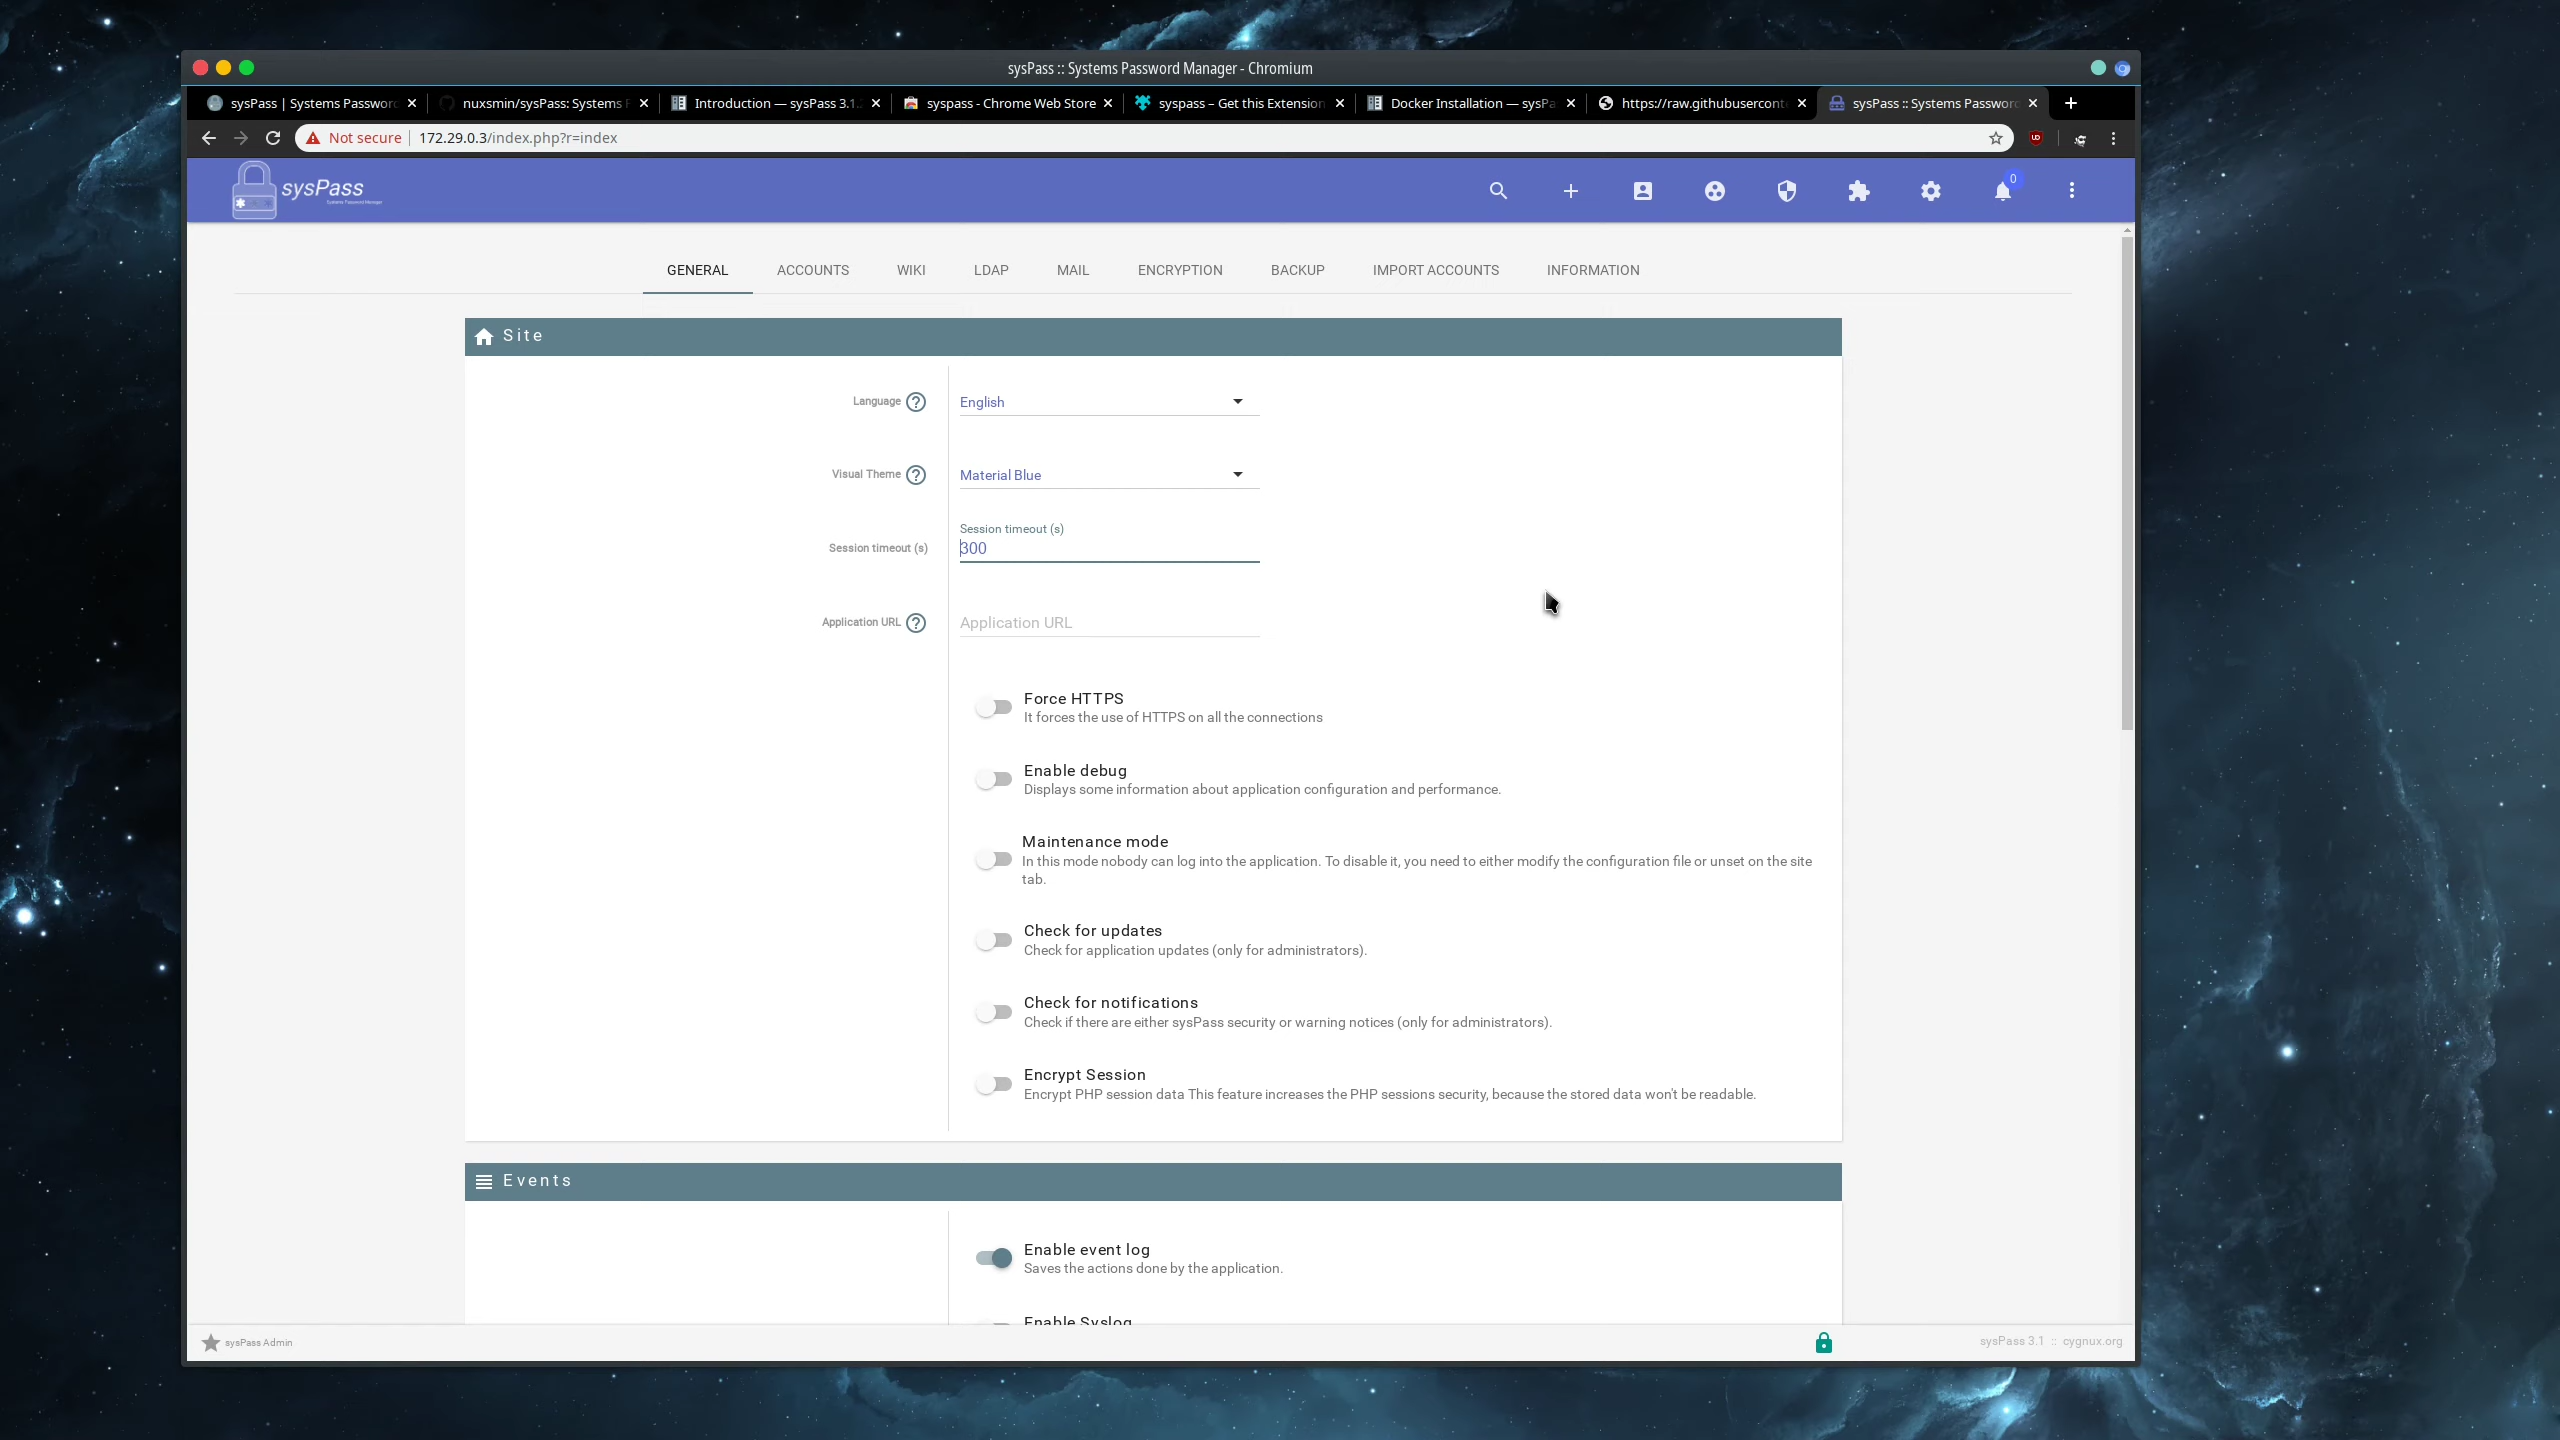 sysPass :: Systems Password Manager - Chromium
sysPass | Systems Passwor
nuxsmin/sysPass: Systems
Introduction — sysPass 3.1.
syspass - Chrome Web Store
syspass – Get this Extension
Docker Installation — sysPa
https://raw.githubusercont
sysPass :: Systems Password
Not secure
172.29.0.3/index.php?r=index
sysPass
Systems Password Manager
0
GENERAL
ACCOUNTS
WIKI
LDAP
MAIL
ENCRYPTION
BACKUP
IMPORT ACCOUNTS
INFORMATION
Site
Language
English
Visual Theme
Material Blue
Session timeout (s)
Session timeout (s)
300
Application URL
Application URL
Force HTTPS
It forces the use of HTTPS on all the connections
Enable debug
Displays some information about application configuration and performance.
Maintenance mode
In this mode nobody can log into the application. To disable it, you need to either modify the configuration file or unset on the site
tab.
Check for updates
Check for application updates (only for administrators).
Check for notifications
Check if there are either sysPass security or warning notices (only for administrators).
Encrypt Session
Encrypt PHP session data This feature increases the PHP sessions security, because the stored data won't be readable.
Events
Enable event log
Saves the actions done by the application.
Enable Syslog
sysPass Admin
sysPass 3.1 :: cygnux.org